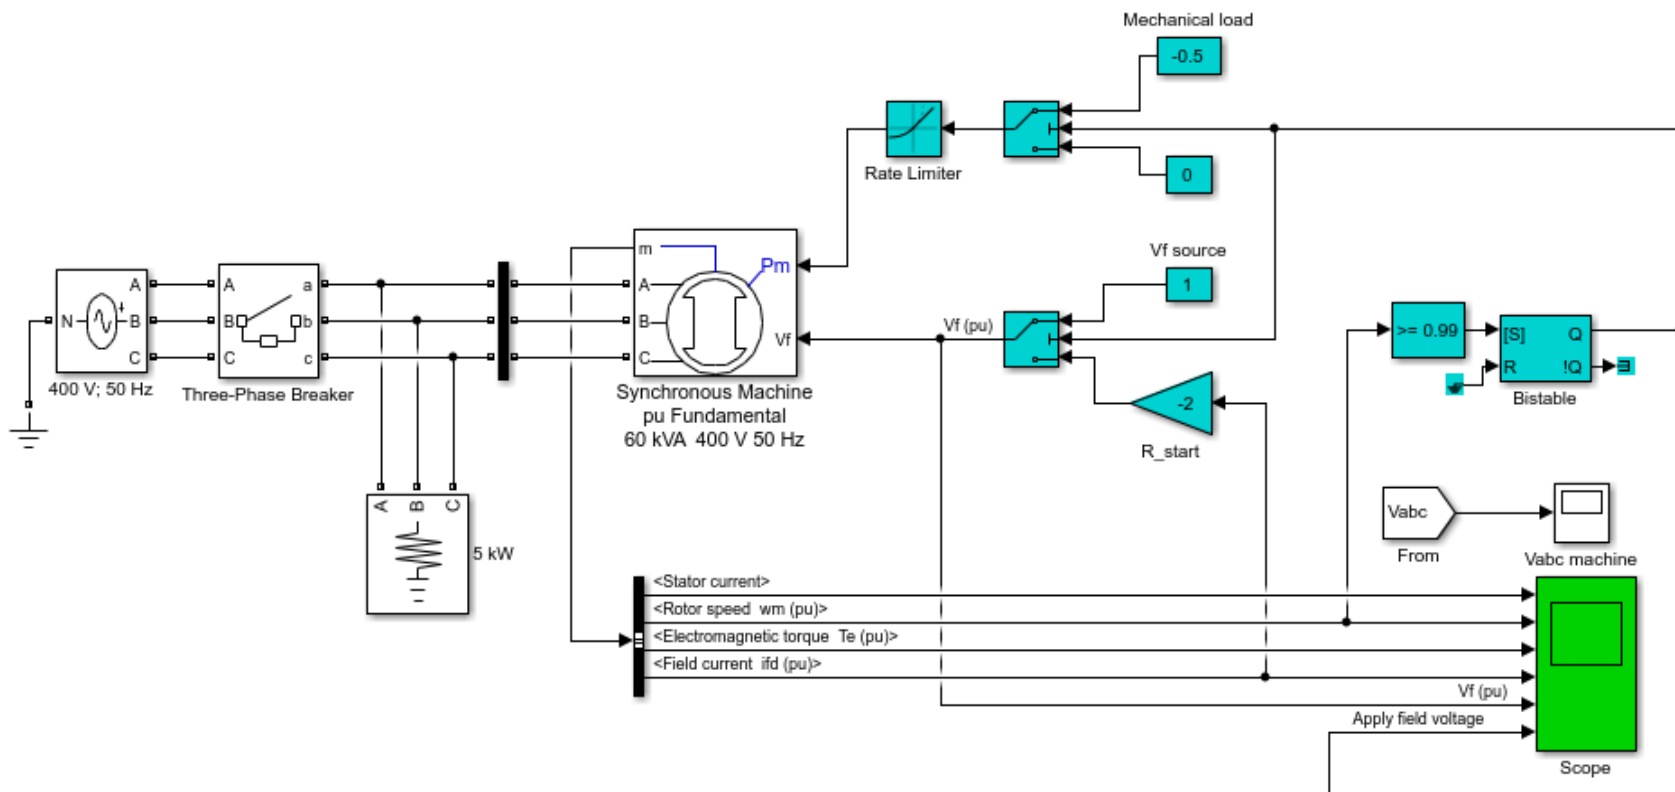 Mechanical load
-0.5
Rate Limiter
0
Vf source
1
m
Pm
A
B
C
Vf
Vf (pu)
Synchronous Machine
pu Fundamental
60 kVA 400 V 50 Hz
N
A
B
C
400 V; 50 Hz
A
B
C
a
b
c
Three-Phase Breaker
>= 0.99
[S]
R
Q
!Q
Bistable
-2
R_start
A
B
C
5 kW
Vabc
From
Vabc machine
<Stator current>
<Rotor speed wm (pu)>
<Electromagnetic torque Te (pu)>
<Field current ifd (pu)>
Vf (pu)
Apply field voltage
Scope